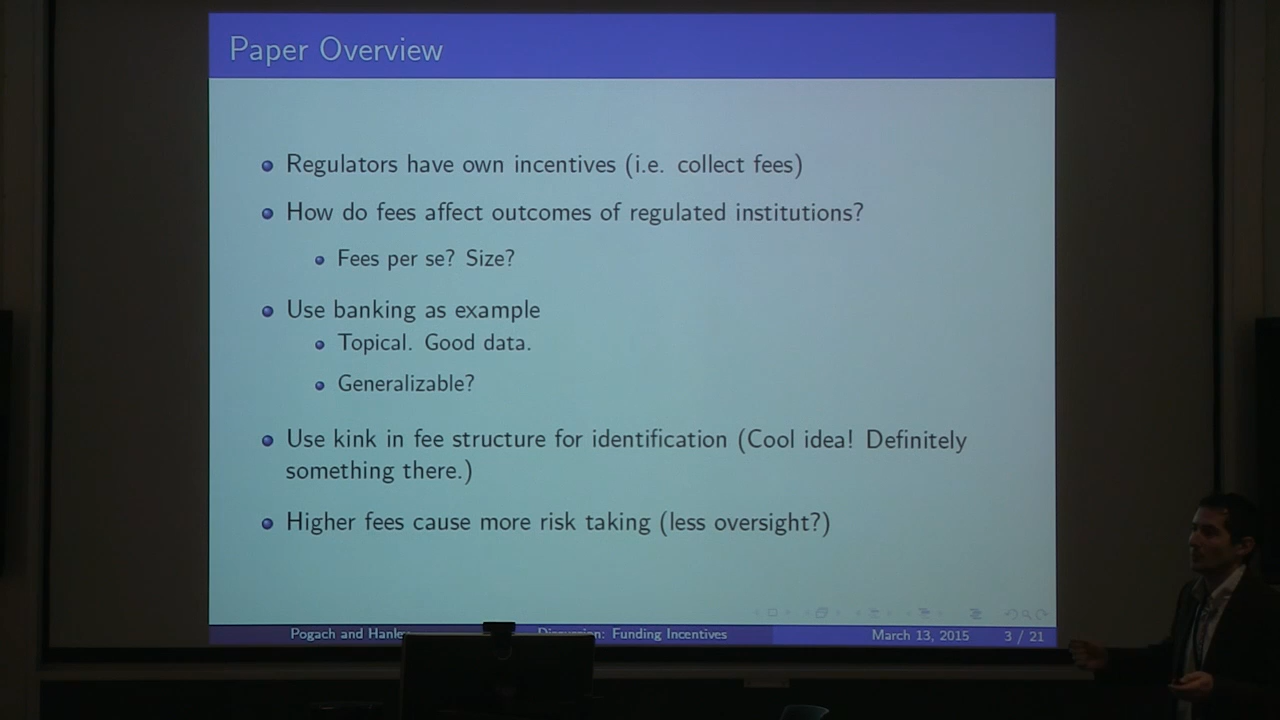 Paper Overview
Regulators have own incentives (i.e. collect fees)
How do fees affect outcomes of regulated institutions?
Fees per se? Size?
Use banking as example
Topical. Good data.
Generalizable?
Use kink in fee structure for identification (Cool idea! Definitely
something there.)
Higher fees cause more risk taking (less oversight?)
Pogach and Hanley Discussion: Funding Incentives March 13, 2015 3 / 21